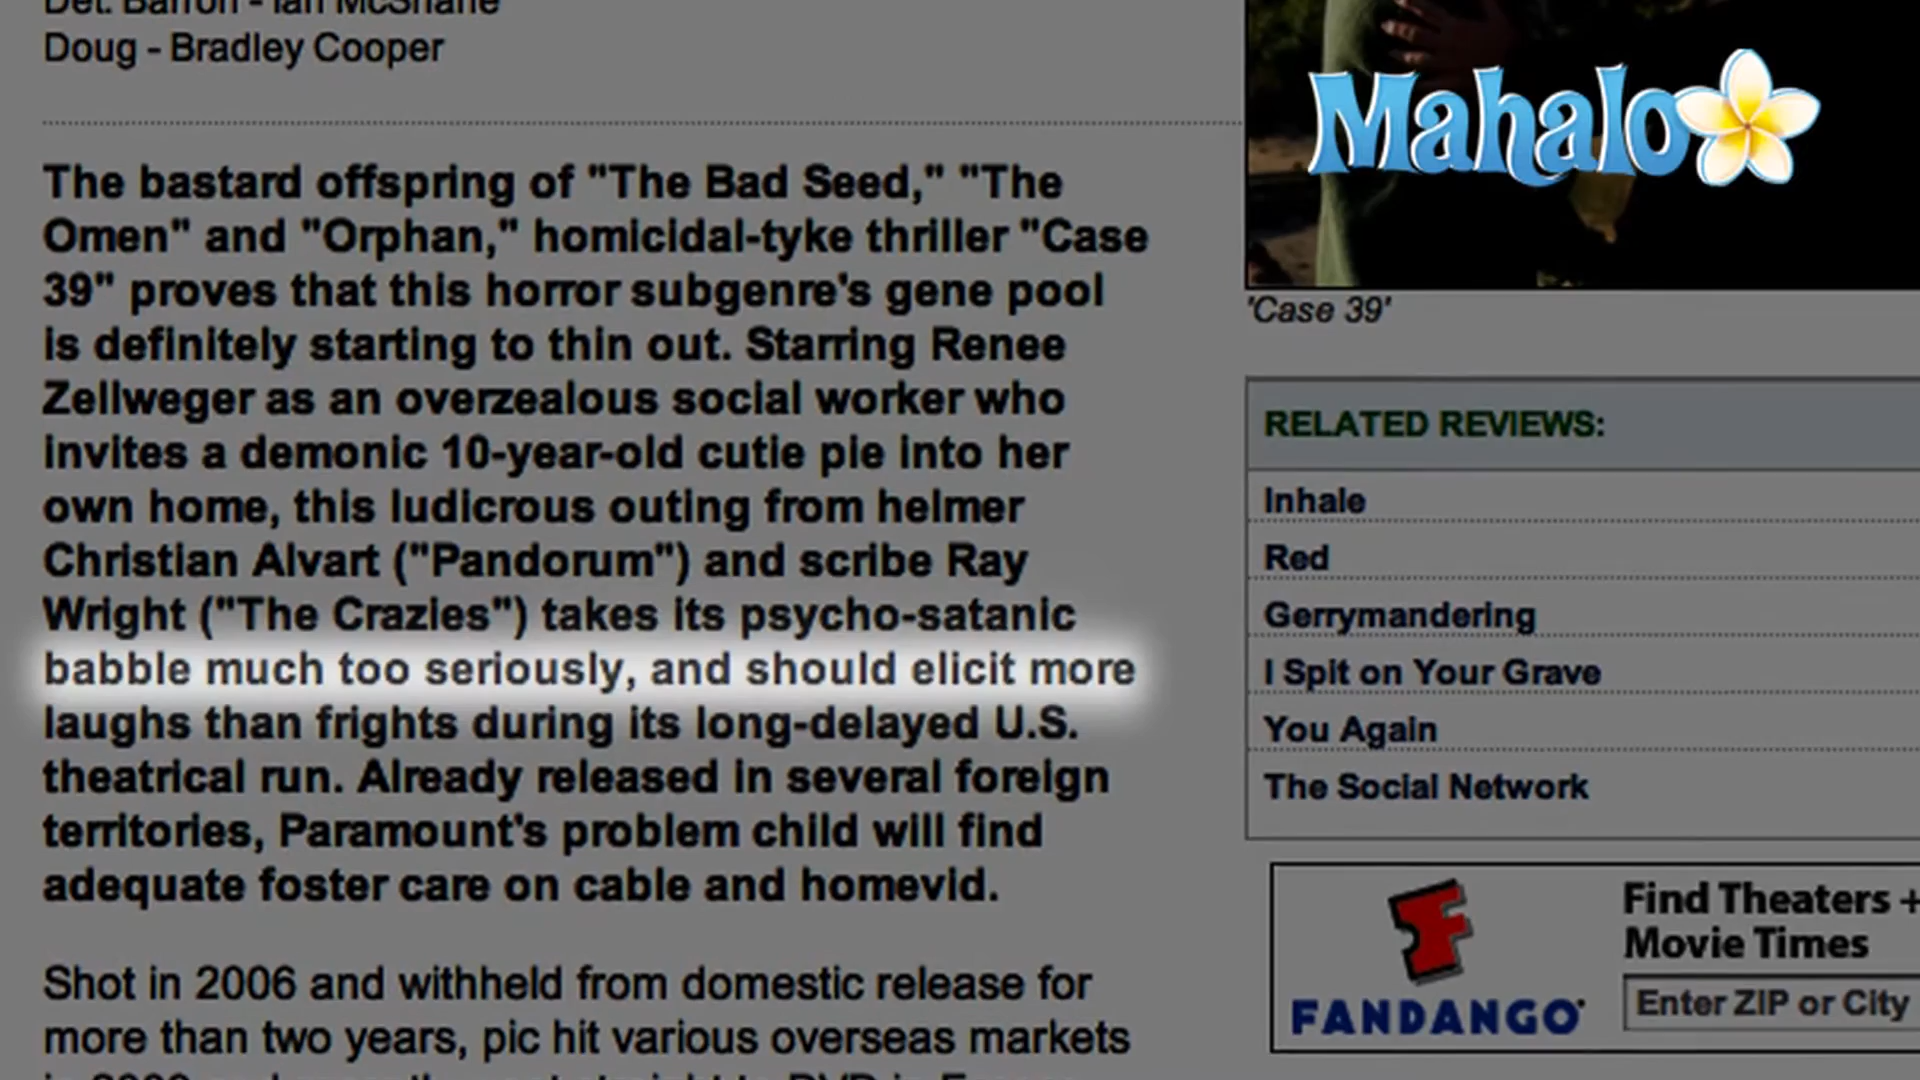 Det. Barron - Ian McShane
Doug - Bradley Cooper
The bastard offspring of "The Bad Seed," "The
Omen" and "Orphan," homicidal-tyke thriller "Case
39" proves that this horror subgenre's gene pool
is definitely starting to thin out. Starring Renee
Zellweger as an overzealous social worker who
invites a demonic 10-year-old cutie pie into her
own home, this ludicrous outing from helmer
Christian Alvart ("Pandorum") and scribe Ray
Wright ("The Crazies") takes its psycho-satanic
babble much too seriously, and should elicit more
laughs than frights during its long-delayed U.S.
theatrical run. Already released in several foreign
territories, Paramount's problem child will find
adequate foster care on cable and homevid.
Shot in 2006 and withheld from domestic release for
more than two years, pic hit various overseas markets
Mahalo
'Case 39'
RELATED REVIEWS:
Inhale
Red
Gerrymandering
I Spit on Your Grave
You Again
The Social Network
FANDANGO
Find Theaters +
Movie Times
Enter ZIP or City